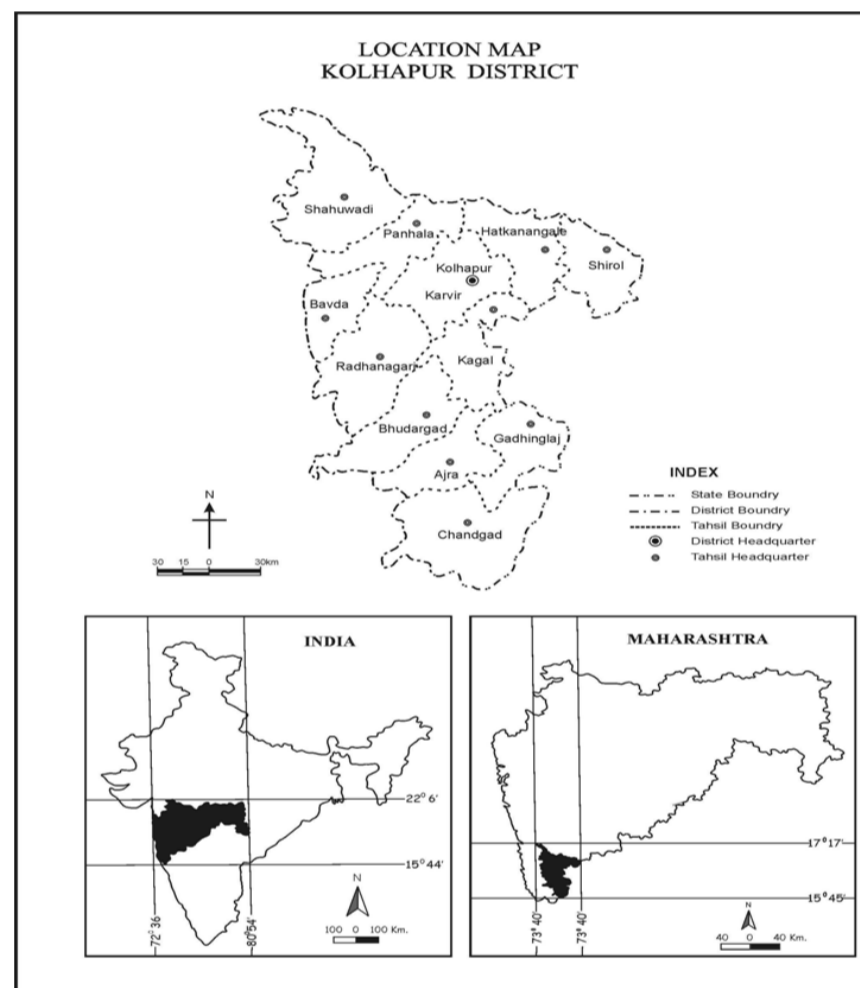 LOCATION MAP
KOLHAPUR DISTRICT
Shahuwadi
Panhala
Hatkanangale
Shirol
Kolhapur
Karvir
Bavda
Radhanagari
Kagal
Bhudargad
Gadhinglaj
Ajra
Chandgad
N
30 15 0 30km
INDEX
State Boundry
District Boundry
Tahsil Boundry
District Headquarter
Tahsil Headquarter
INDIA
22° 6'
15° 44'
72° 36
80° 54'
N
100 0 100 Km.
MAHARASHTRA
17° 17'
15° 45'
73° 40'
73° 40'
N
40 0 40 Km.